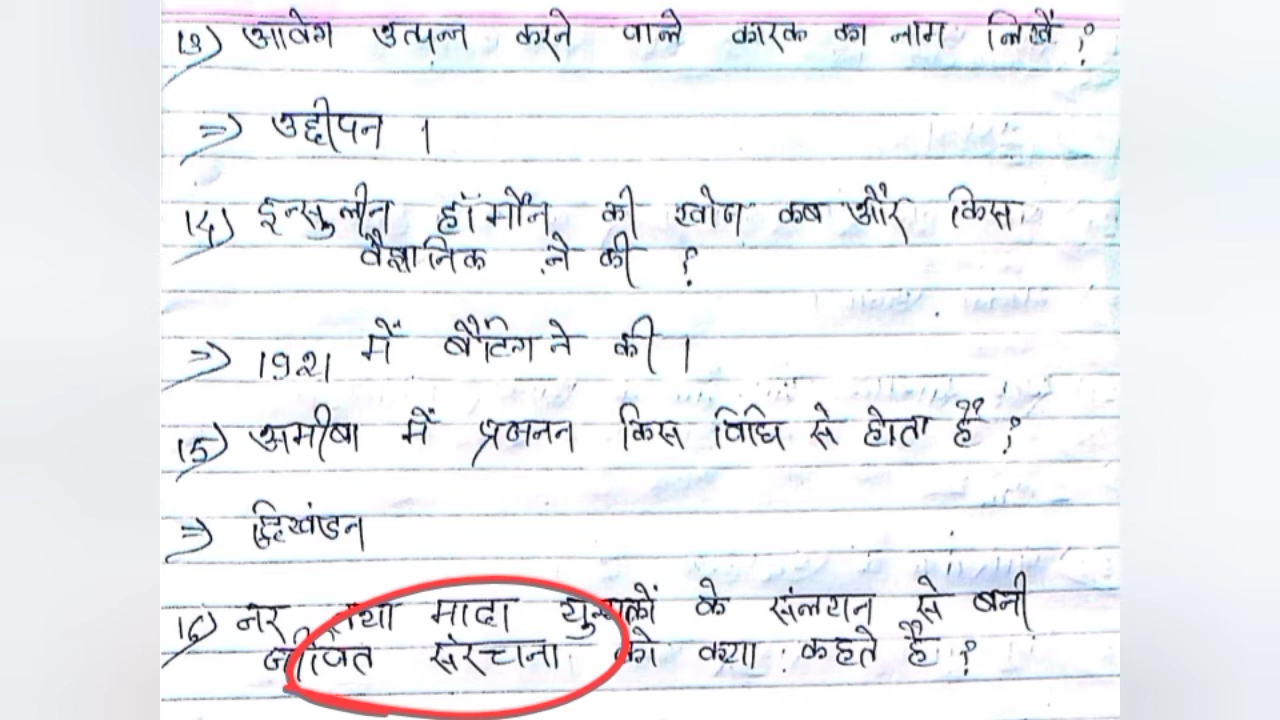 13) आवेग उत्पन्न करने वाले कारक का नाम लिखें ?
=> उद्दीपन ।
14) इन्सुलीन हॉर्मोन की खोज कब और किस
वैज्ञानिक ने की ?
=> 1921 में बैंटिंग ने की ।
15) अमीबा में प्रजनन किस विधि से होता है ?
=> द्विखंडन
16) नर तथा मादा युग्मकों के संलयन से बनी
जीवित संरचना को क्या कहते है ?